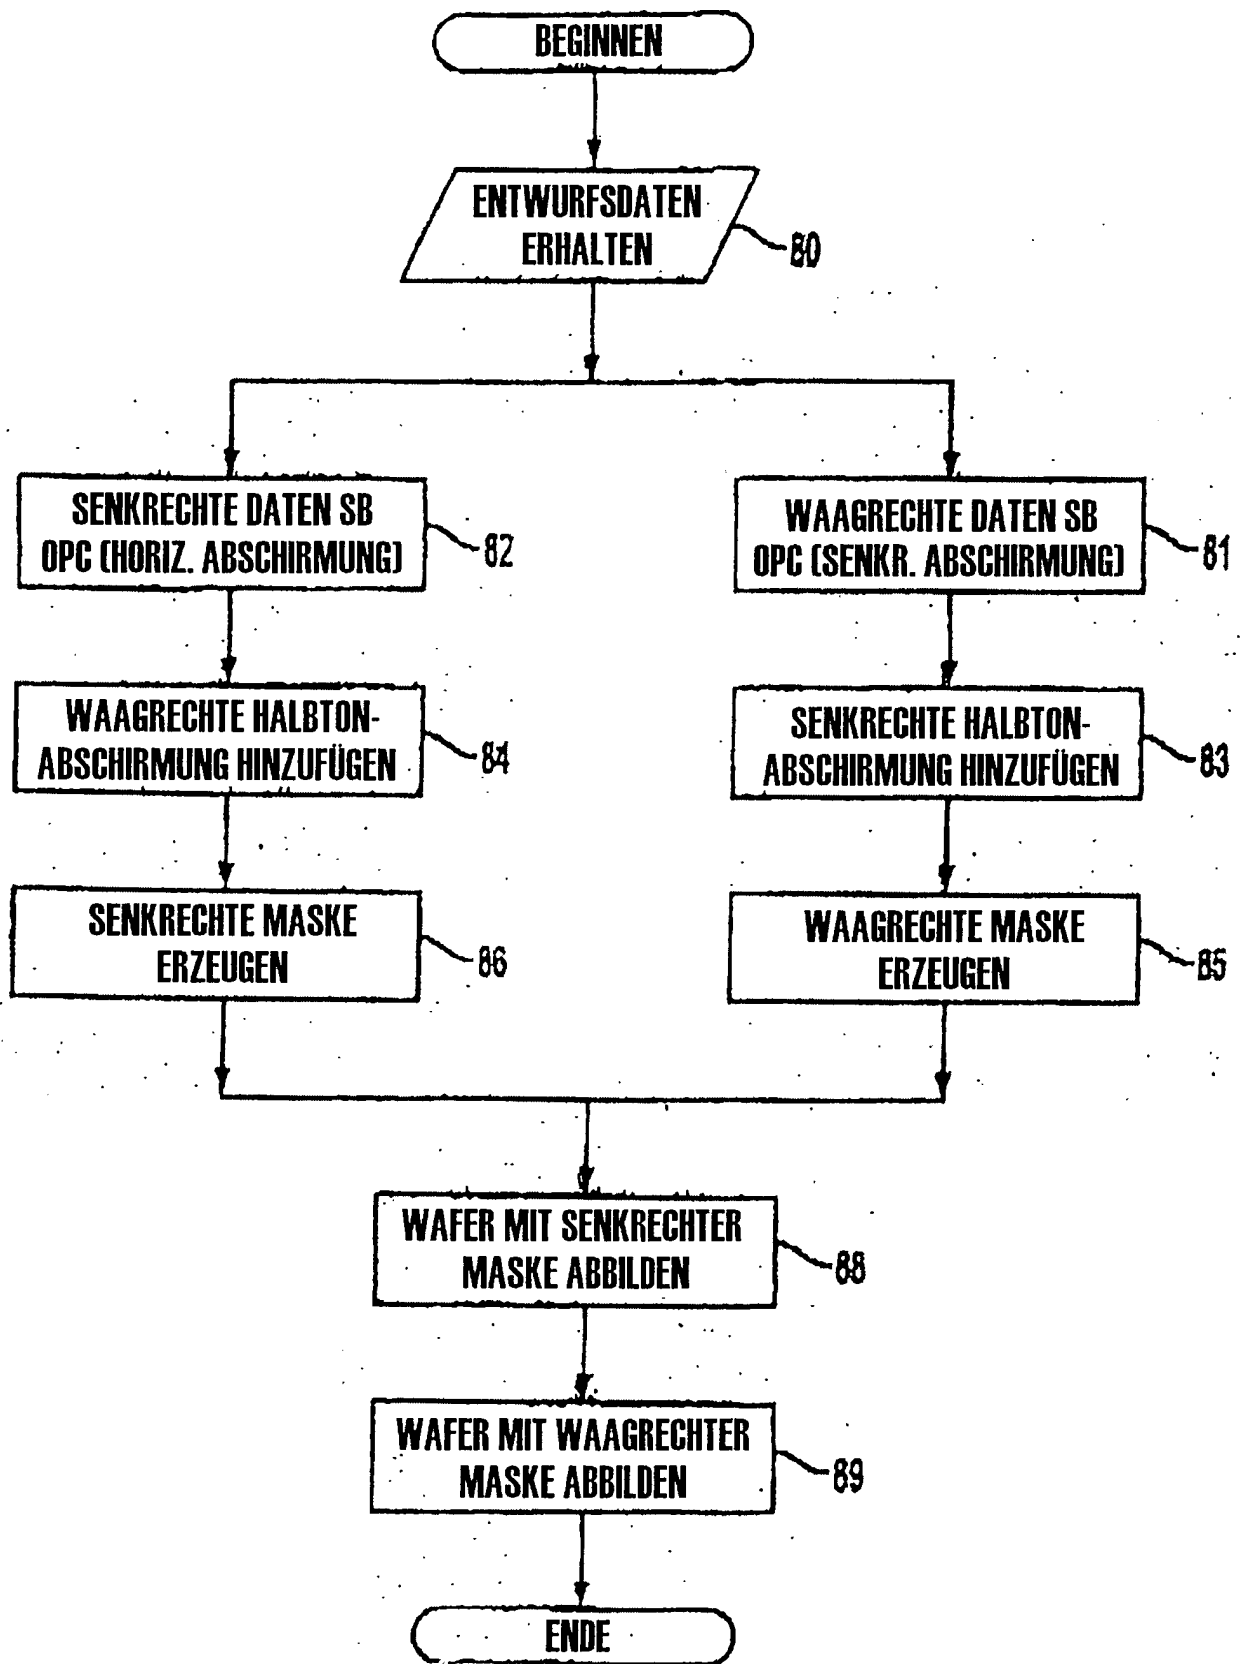 BEGINNEN
ENTWURFSDATEN
ERHALTEN
80
SENKRECHTE DATEN SB
OPC (HORIZ. ABSCHIRMUNG)
82
WAAGRECHTE DATEN SB
OPC (SENKR. ABSCHIRMUNG)
81
WAAGRECHTE HALBTON-
ABSCHIRMUNG HINZUFÜGEN
84
SENKRECHTE HALBTON-
ABSCHIRMUNG HINZUFÜGEN
83
SENKRECHTE MASKE
ERZEUGEN
86
WAAGRECHTE MASKE
ERZEUGEN
85
WAFER MIT SENKRECHTER
MASKE ABBILDEN
88
WAFER MIT WAAGRECHTER
MASKE ABBILDEN
89
ENDE